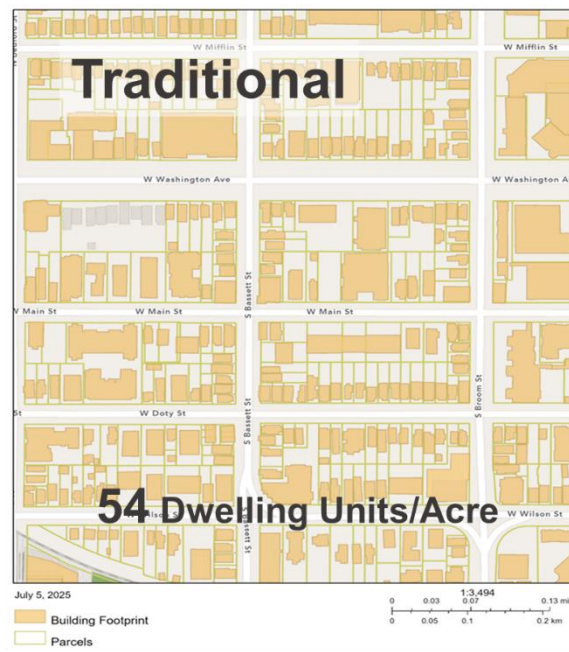 W Mifflin St
W Mifflin St
Traditional
W Washington Ave
W Washington A
S Bassett St
W Main St
W Main St
W Main St
S Broom St
W Doty St
S Bassett St
54 Dwelling Units/Acre
W Wilson St
July 5, 2025
1:3,494
0 0.03 0.07 0.13 mi
0 0.05 0.1 0.2 km
Building Footprint
Parcels